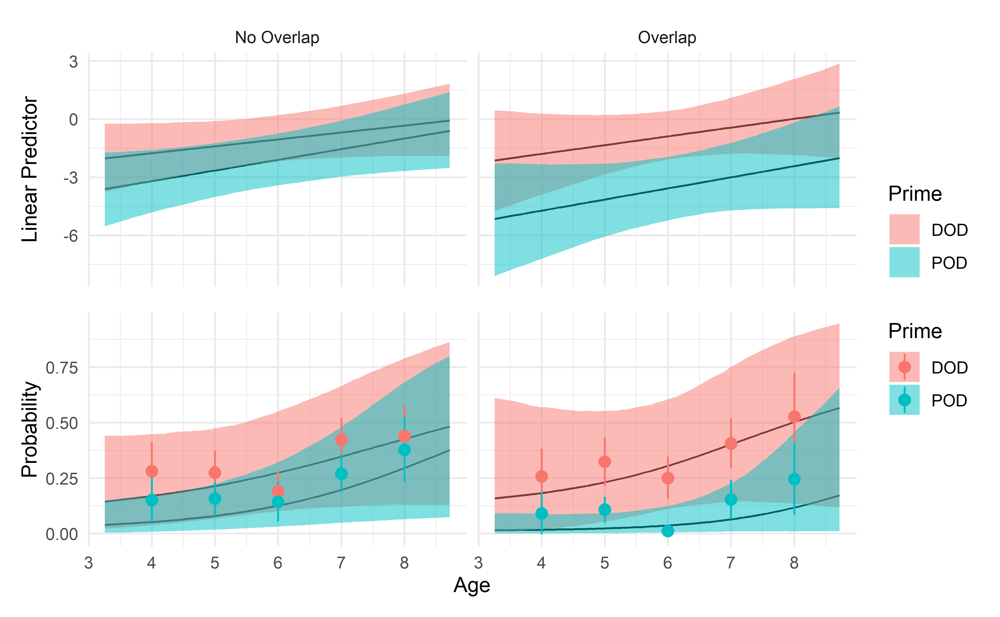 No Overlap
Overlap
3
0
-3
-6
Linear Predictor
Prime
DOD
POD
0.75
0.50
0.25
0.00
Probability
Prime
DOD
POD
3 4 5 6 7 8
3 4 5 6 7 8
Age